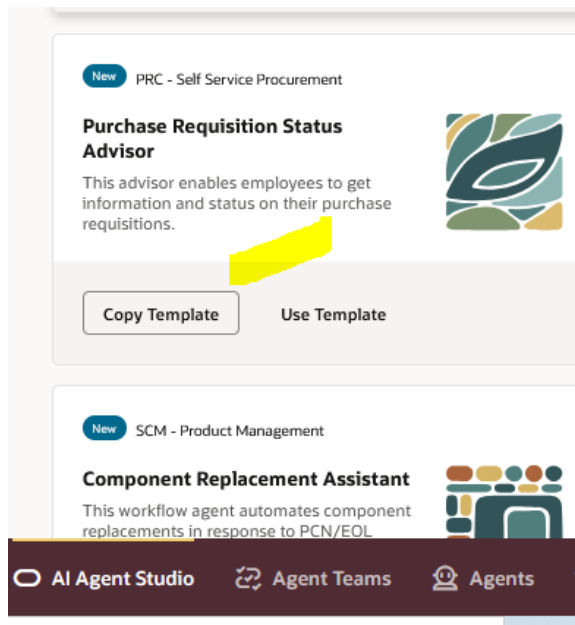 New PRC - Self Service Procurement
Purchase Requisition Status
Advisor
This advisor enables employees to get
information and status on their purchase
requisitions.
Copy Template Use Template
New SCM - Product Management
Component Replacement Assistant
This workflow agent automates component
replacements in response to PCN/EOL
AI Agent Studio Agent Teams Agents